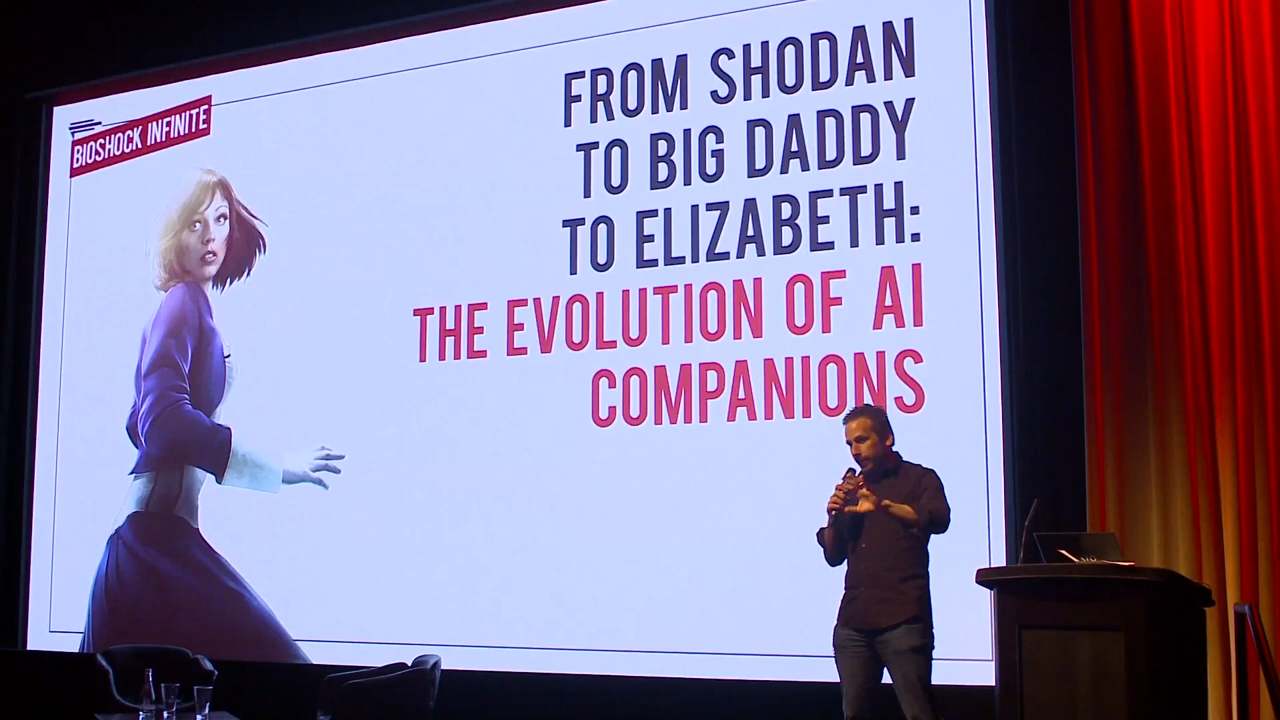 BIOSHOCK INFINITE
FROM SHODAN
TO BIG DADDY
TO ELIZABETH:
THE EVOLUTION OF AI
COMPANIONS